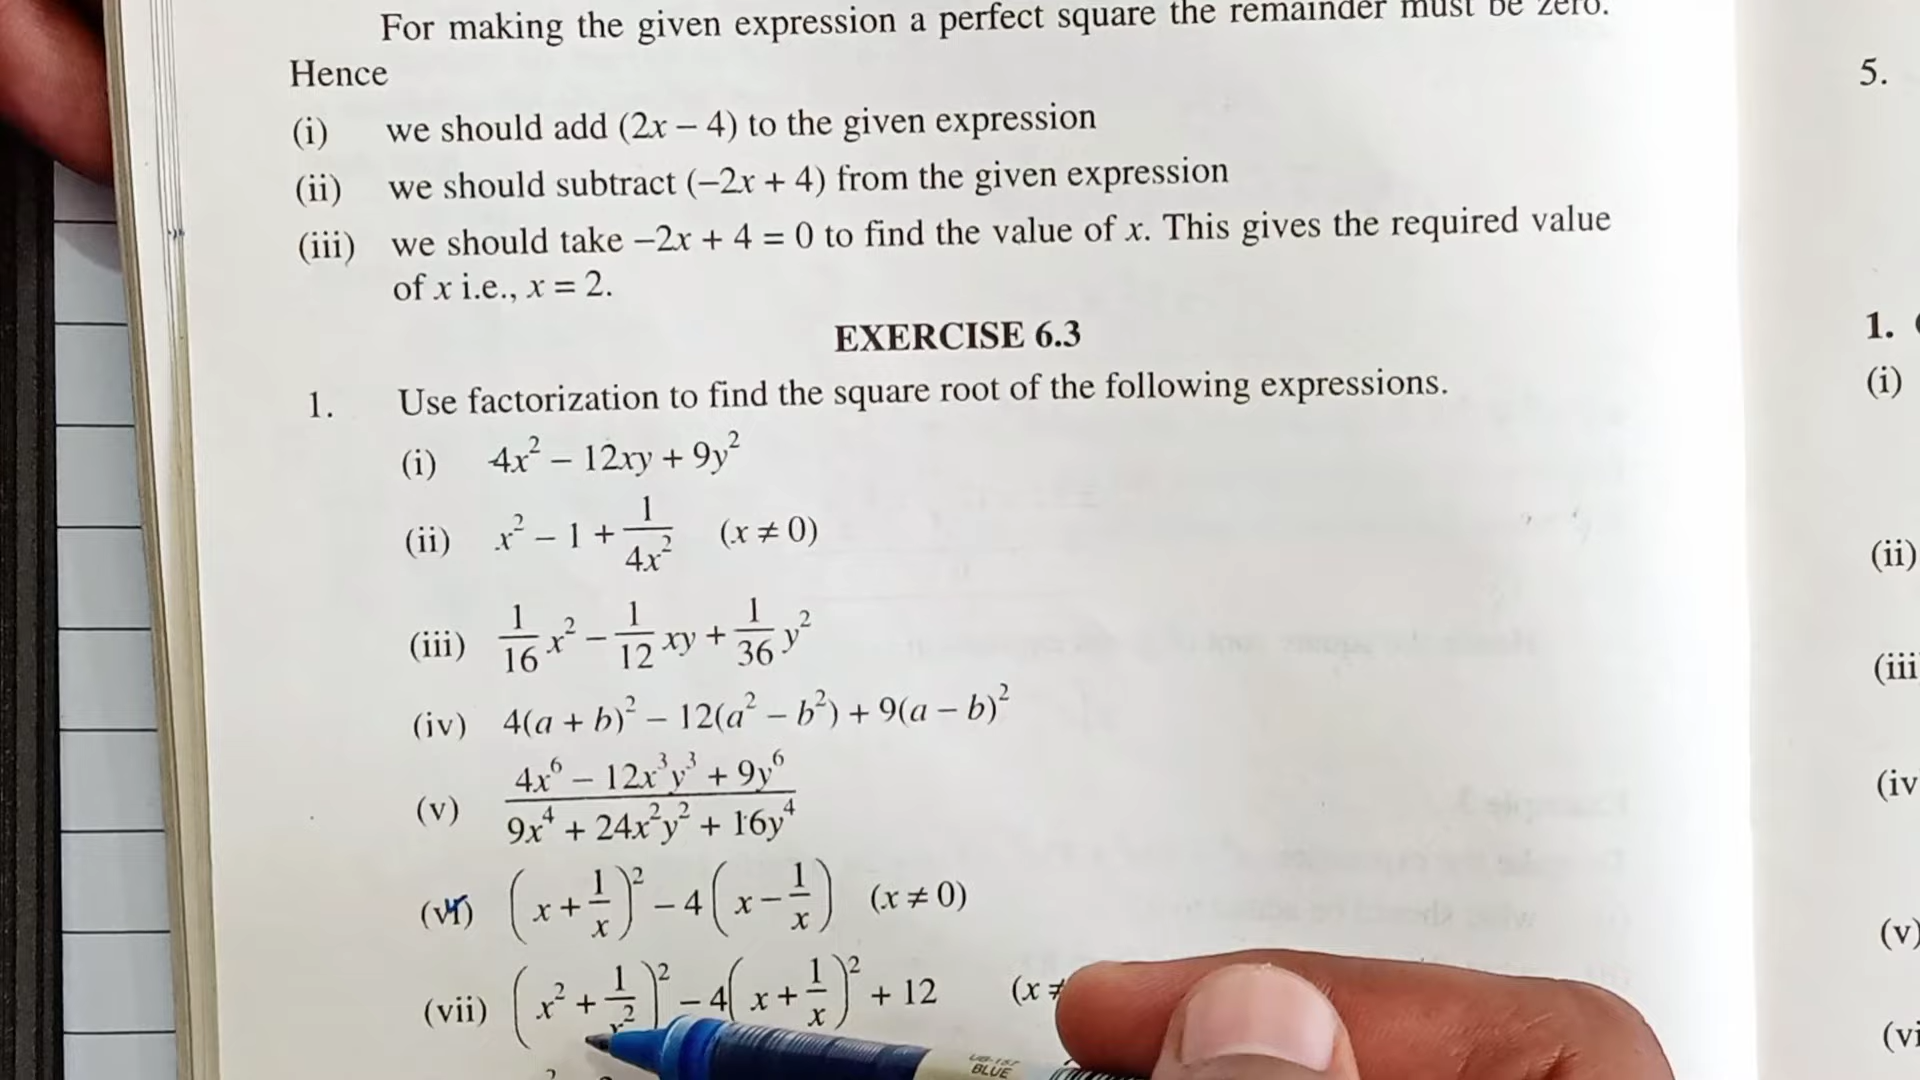 For making the given expression a perfect square the remainder must be zero.
Hence
(i) we should add (2x – 4) to the given expression
(ii) we should subtract (–2x + 4) from the given expression
(iii) we should take –2x + 4 = 0 to find the value of x. This gives the required value
of x i.e., x = 2.
EXERCISE 6.3
1. Use factorization to find the square root of the following expressions.
(i) 4x² – 12xy + 9y²
(ii) x² – 1 + 1/4x² (x ≠ 0)
(iii) 1/16 x² – 1/12 xy + 1/36 y²
(iv) 4(a + b)² – 12(a² – b²) + 9(a – b)²
(v) (4x⁶ – 12x³y³ + 9y⁶)/(9x⁴ + 24x²y² + 16y⁴)
(vi) (x + 1/x)² – 4(x – 1/x) (x ≠ 0)
(vii) (x² + 1/x²)² – 4(x + 1/x)² + 12 (x ≠
UB-157
BLUE
5.
1.
(i)
(ii)
(iii
(iv
(v)
(vi